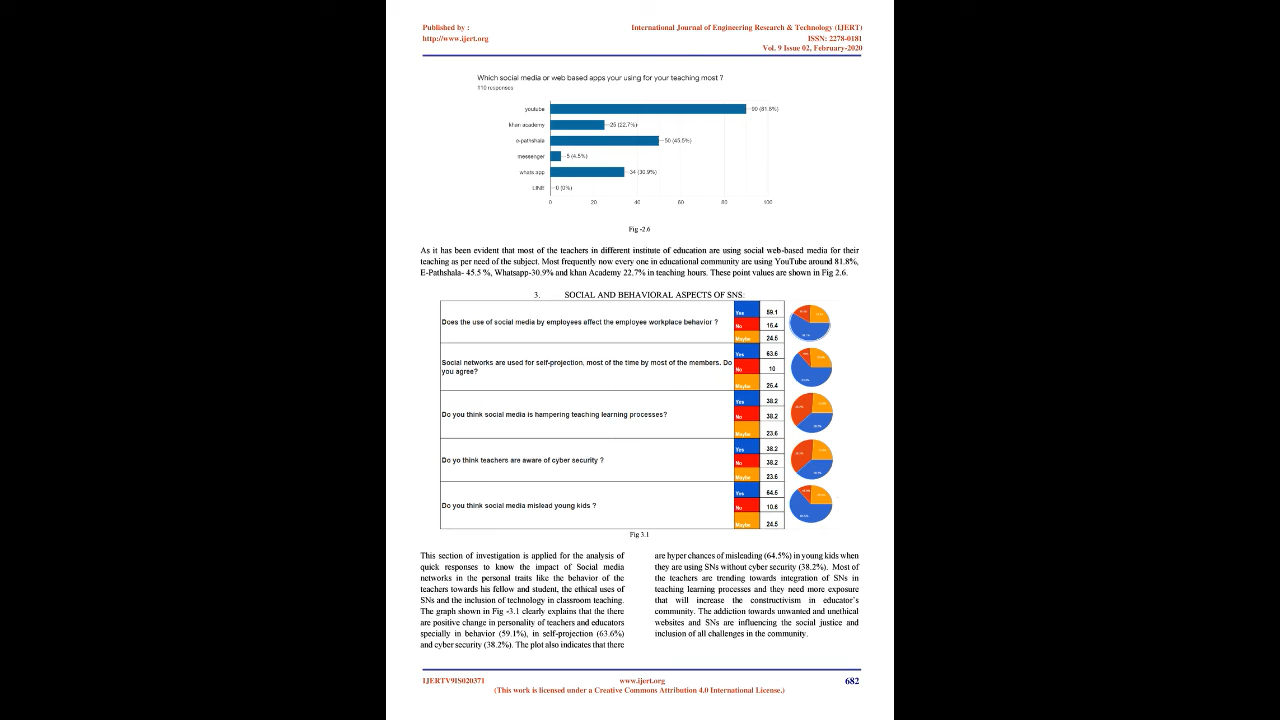 Published by :
International Journal of Engineering Research & Technology (IJERT)
http://www.ijert.org
ISSN: 2278-0181
Vol. 9 Issue 02, February-2020
Which social media or web based apps your using for your teaching most ?
110 responses
youtube
90 (81.8%)
khan academy
25 (22.7%)
e-pathshala
50 (45.5%)
messenger
5 (4.5%)
whats app
34 (30.9%)
LINE
0 (0%)
0 20 40 60 80 100
Fig -2.6
As it has been evident that most of the teachers in different institute of education are using social web-based media for their
teaching as per need of the subject. Most frequently now every one in educational community are using YouTube around 81.8%,
E-Pathshala- 45.5 %, Whatsapp-30.9% and khan Academy 22.7% in teaching hours. These point values are shown in Fig 2.6.
3. SOCIAL AND BEHAVIORAL ASPECTS OF SNS:
Does the use of social media by employees affect the employee workplace behavior ?
Yes 59.1
No 16.4
Maybe 24.5
Social networks are used for self-projection, most of the time by most of the members. Do
you agree?
Yes 63.6
No 10
Maybe 26.4
Do you think social media is hampering teaching learning processes?
Yes 38.2
No 38.2
Maybe 23.6
Do yo think teachers are aware of cyber security ?
Yes 38.2
No 38.2
Maybe 23.6
Do you think social media mislead young kids ?
Yes 64.5
No 10.6
Maybe 24.5
Fig 3.1
This section of investigation is applied for the analysis of
quick responses to know the impact of Social media
networks in the personal traits like the behavior of the
teachers towards his fellow and student, the ethical uses of
SNs and the inclusion of technology in classroom teaching.
The graph shown in Fig -3.1 clearly explains that the there
are positive change in personality of teachers and educators
specially in behavior (59.1%), in self-projection (63.6%)
and cyber security (38.2%). The plot also indicates that there
are hyper chances of misleading (64.5%) in young kids when
they are using SNs without cyber security (38.2%). Most of
the teachers are trending towards integration of SNs in
teaching learning processes and they need more exposure
that will increase the constructivism in educator's
community. The addiction towards unwanted and unethical
websites and SNs are influencing the social justice and
inclusion of all challenges in the community.
IJERTV9IS020371
www.ijert.org
682
(This work is licensed under a Creative Commons Attribution 4.0 International License.)